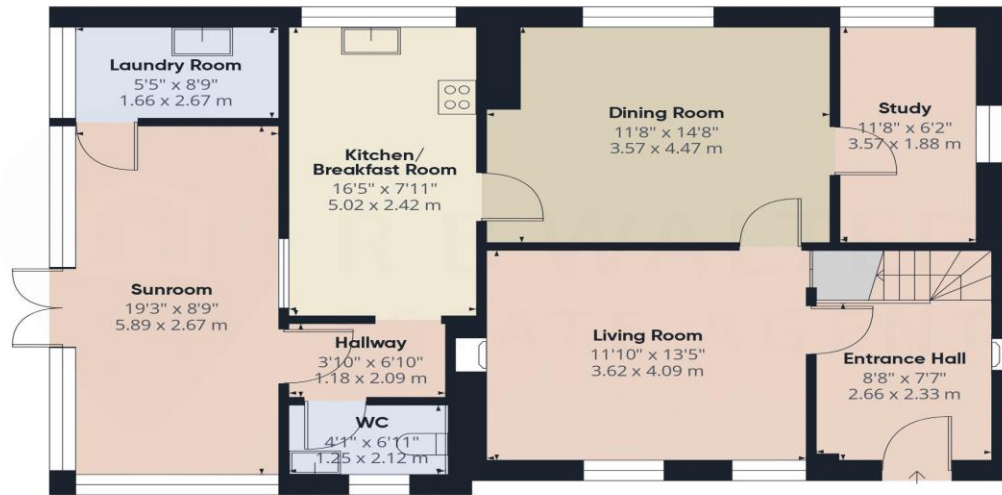 Laundry Room
5'5" x 8'9"
1.66 x 2.67 m
Kitchen/
Breakfast Room
16'5" x 7'11"
5.02 x 2.42 m
Dining Room
11'8" x 14'8"
3.57 x 4.47 m
Study
11'8" x 6'2"
3.57 x 1.88 m
Sunroom
19'3" x 8'9"
5.89 x 2.67 m
Hallway
3'10" x 6'10"
1.18 x 2.09 m
Living Room
11'10" x 13'5"
3.62 x 4.09 m
Entrance Hall
8'8" x 7'7"
2.66 x 2.33 m
WC
4'1" x 6'11"
1.25 x 2.12 m